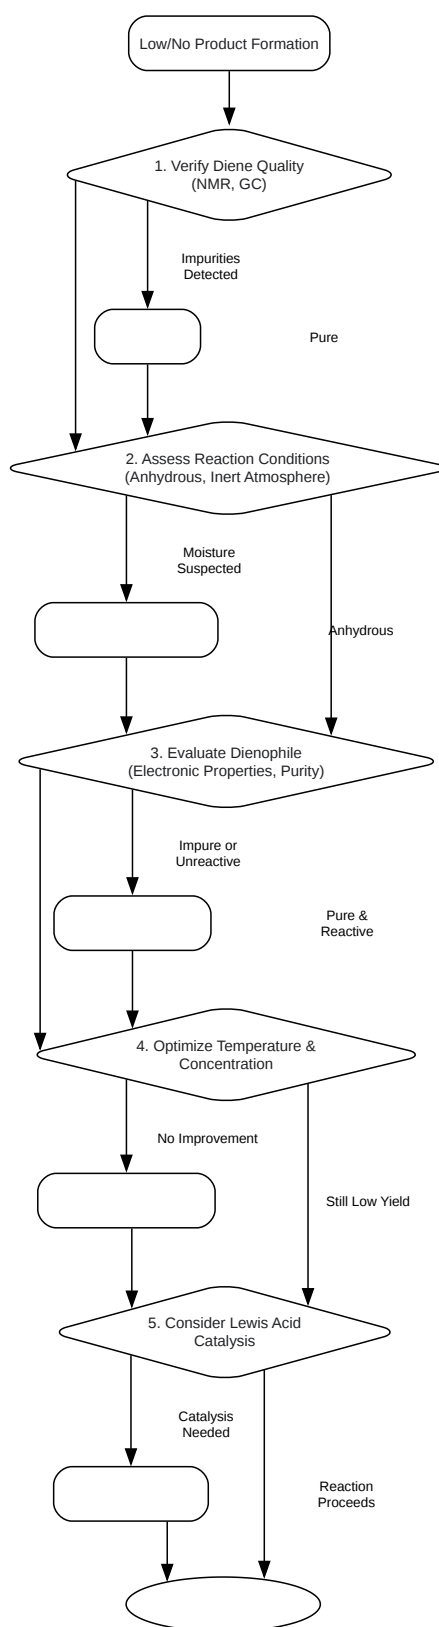 Low/No Product Formation
1. Verify Diene Quality
(NMR, GC)
Impurities
Detected
Pure
2. Assess Reaction Conditions
(Anhydrous, Inert Atmosphere)
Moisture
Suspected
Anhydrous
3. Evaluate Dienophile
(Electronic Properties, Purity)
Impure or
Unreactive
Pure &
Reactive
4. Optimize Temperature &
Concentration
No Improvement
Still Low Yield
5. Consider Lewis Acid
Catalysis
Catalysis
Needed
Reaction
Proceeds